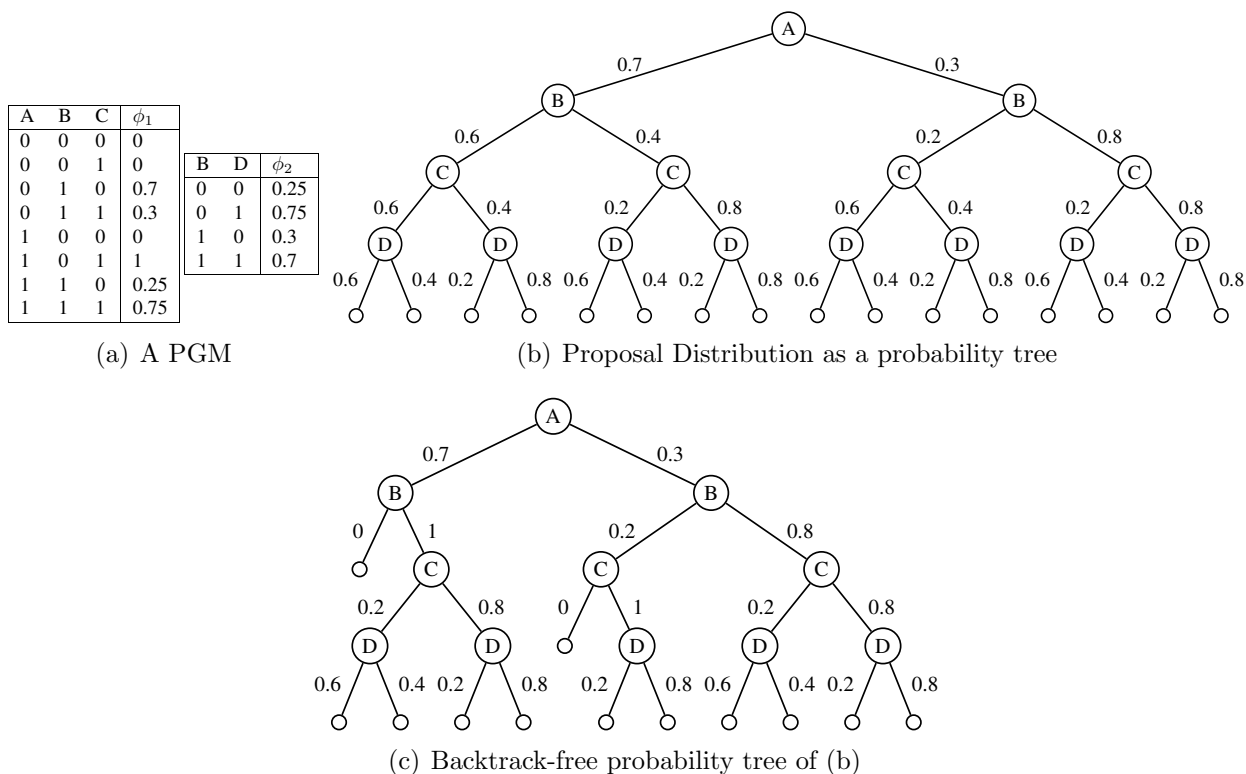 A B C ϕ1
0 0 0 0
0 0 1 0
0 1 0 0.7
0 1 1 0.3
1 0 0 0
1 0 1 1
1 1 0 0.25
1 1 1 0.75
B D ϕ2
0 0 0.25
0 1 0.75
1 0 0.3
1 1 0.7
(a) A PGM
A
0.7 0.3
B B
0.6 0.4 0.2 0.8
C C C C
0.6 0.4 0.2 0.8 0.6 0.4 0.2 0.8
D D D D D D D D
0.6 0.4 0.2 0.8 0.6 0.4 0.2 0.8 0.6 0.4 0.2 0.8 0.6 0.4 0.2 0.8
(b) Proposal Distribution as a probability tree
A
0.7 0.3
B B
0 1 0.2 0.8
C C C
0.2 0.8 0 1 0.2 0.8
D D D D D
0.6 0.4 0.2 0.8 0.2 0.8 0.6 0.4 0.2 0.8
(c) Backtrack-free probability tree of (b)